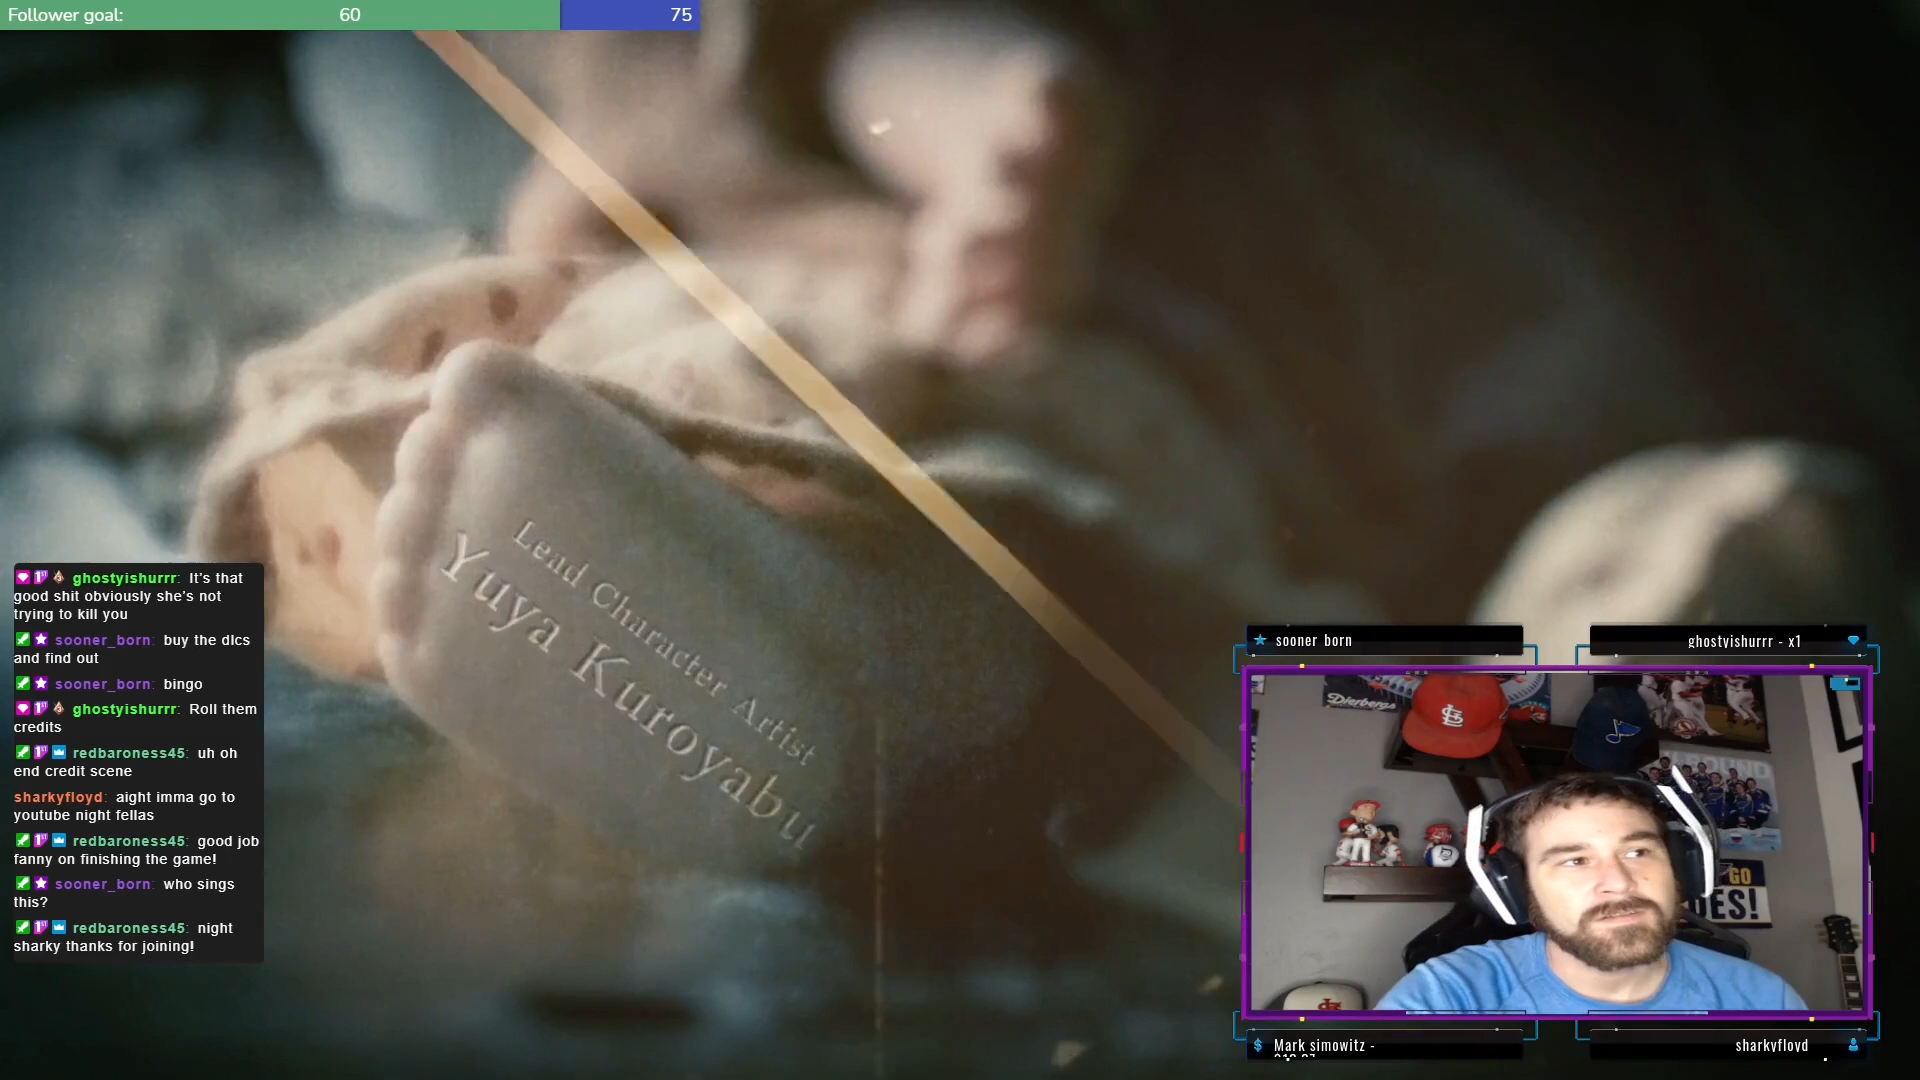 Follower goal: 60 75
Lead Character Artist
Yuya Kuroyabu
ghostyishurrr: It's that
good shit obviously she's not
trying to kill you
sooner_born: buy the dlcs
and find out
sooner_born: bingo
ghostyishurrr: Roll them
credits
redbaroness45: uh oh
end credit scene
sharkyfloyd: aight imma go to
youtube night fellas
redbaroness45: good job
fanny on finishing the game!
sooner_born: who sings
this?
redbaroness45: night
sharky thanks for joining!
sooner born
ghostyishurrr - x1
Dierbergs
GO
Mark simowitz -
sharkyfloyd